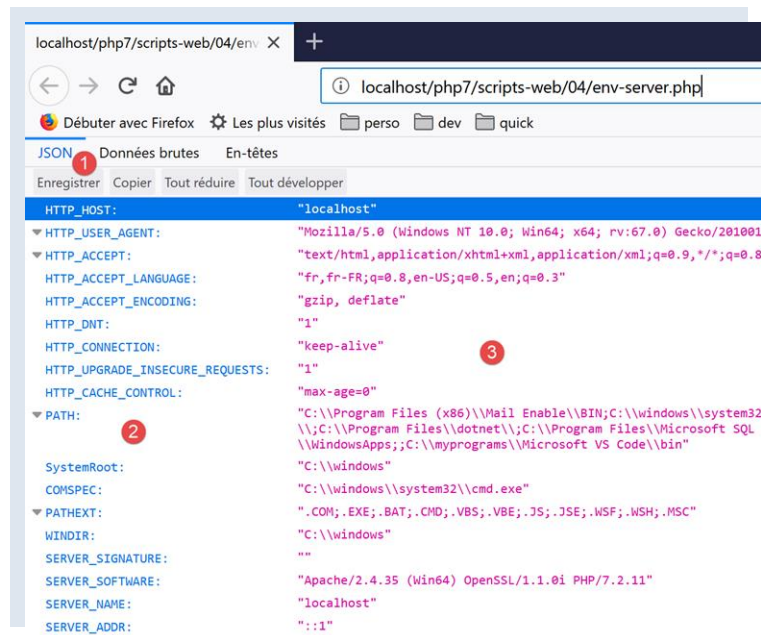 localhost/php7/scripts-web/04/env
localhost/php7/scripts-web/04/env-server.php
Débuter avec Firefox Les plus visités perso dev quick
JSON Données brutes En-têtes
1
Enregistrer Copier Tout réduire Tout développer
HTTP_HOST: "localhost"
HTTP_USER_AGENT: "Mozilla/5.0 (Windows NT 10.0; Win64; x64; rv:67.0) Gecko/201001
HTTP_ACCEPT: "text/html,application/xhtml+xml,application/xml;q=0.9,*/*;q=0.8
HTTP_ACCEPT_LANGUAGE: "fr,fr-FR;q=0.8,en-US;q=0.5,en;q=0.3"
HTTP_ACCEPT_ENCODING: "gzip, deflate"
HTTP_DNT: "1"
HTTP_CONNECTION: "keep-alive"
3
HTTP_UPGRADE_INSECURE_REQUESTS: "1"
HTTP_CACHE_CONTROL: "max-age=0"
PATH: "C:\\Program Files (x86)\\Mail Enable\\BIN;C:\\windows\\system32
2
\\;C:\\Program Files\\dotnet\\;C:\\Program Files\\Microsoft SQL
\\WindowsApps;;C:\\myprograms\\Microsoft VS Code\\bin"
SystemRoot: "C:\\windows"
COMSPEC: "C:\\windows\\system32\\cmd.exe"
PATHEXT: ".COM;.EXE;.BAT;.CMD;.VBS;.VBE;.JS;.JSE;.WSF;.WSH;.MSC"
WINDIR: "C:\\windows"
SERVER_SIGNATURE: ""
SERVER_SOFTWARE: "Apache/2.4.35 (Win64) OpenSSL/1.1.0i PHP/7.2.11"
SERVER_NAME: "localhost"
SERVER_ADDR: "::1"